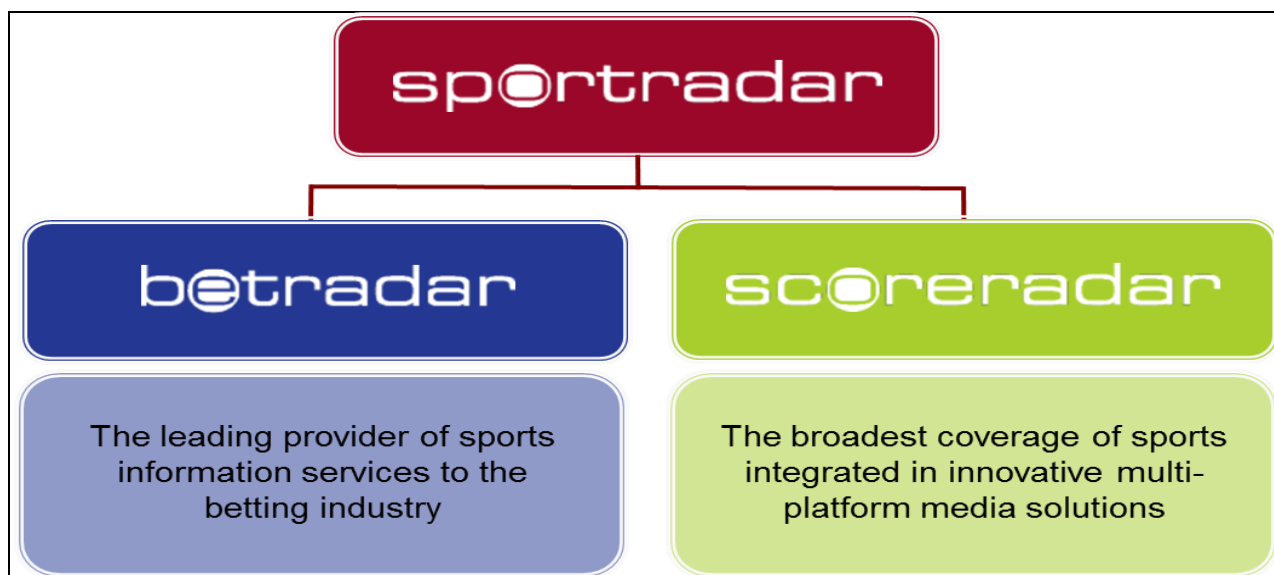 sportradar
betradar
scoreradar
The leading provider of sports
information services to the
betting industry
The broadest coverage of sports
integrated in innovative multi-
platform media solutions